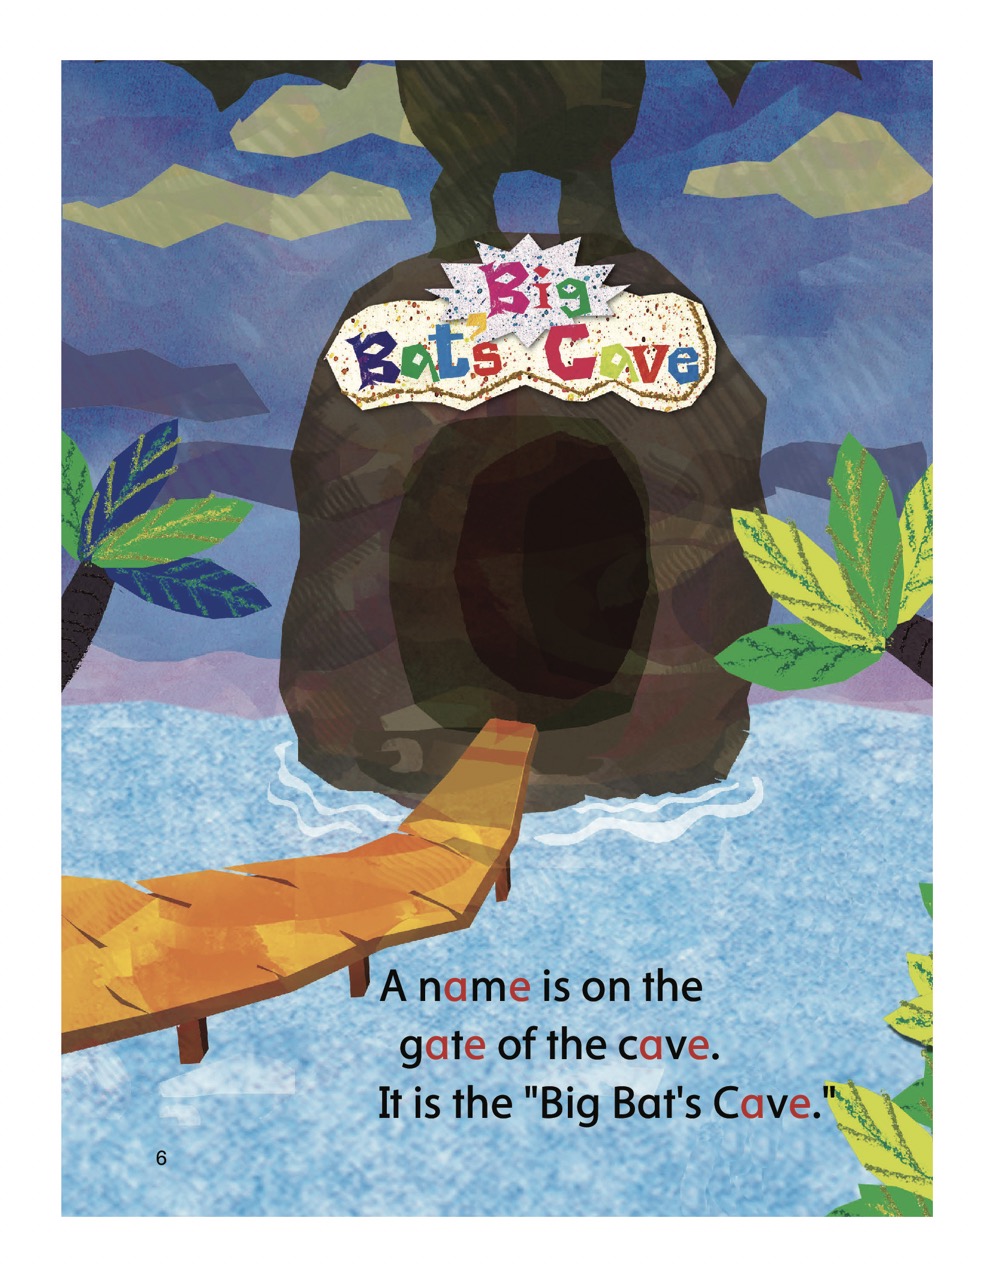 Big
Bat's Cave
A name is on the
gate of the cave.
It is the "Big Bat's Cave."
6